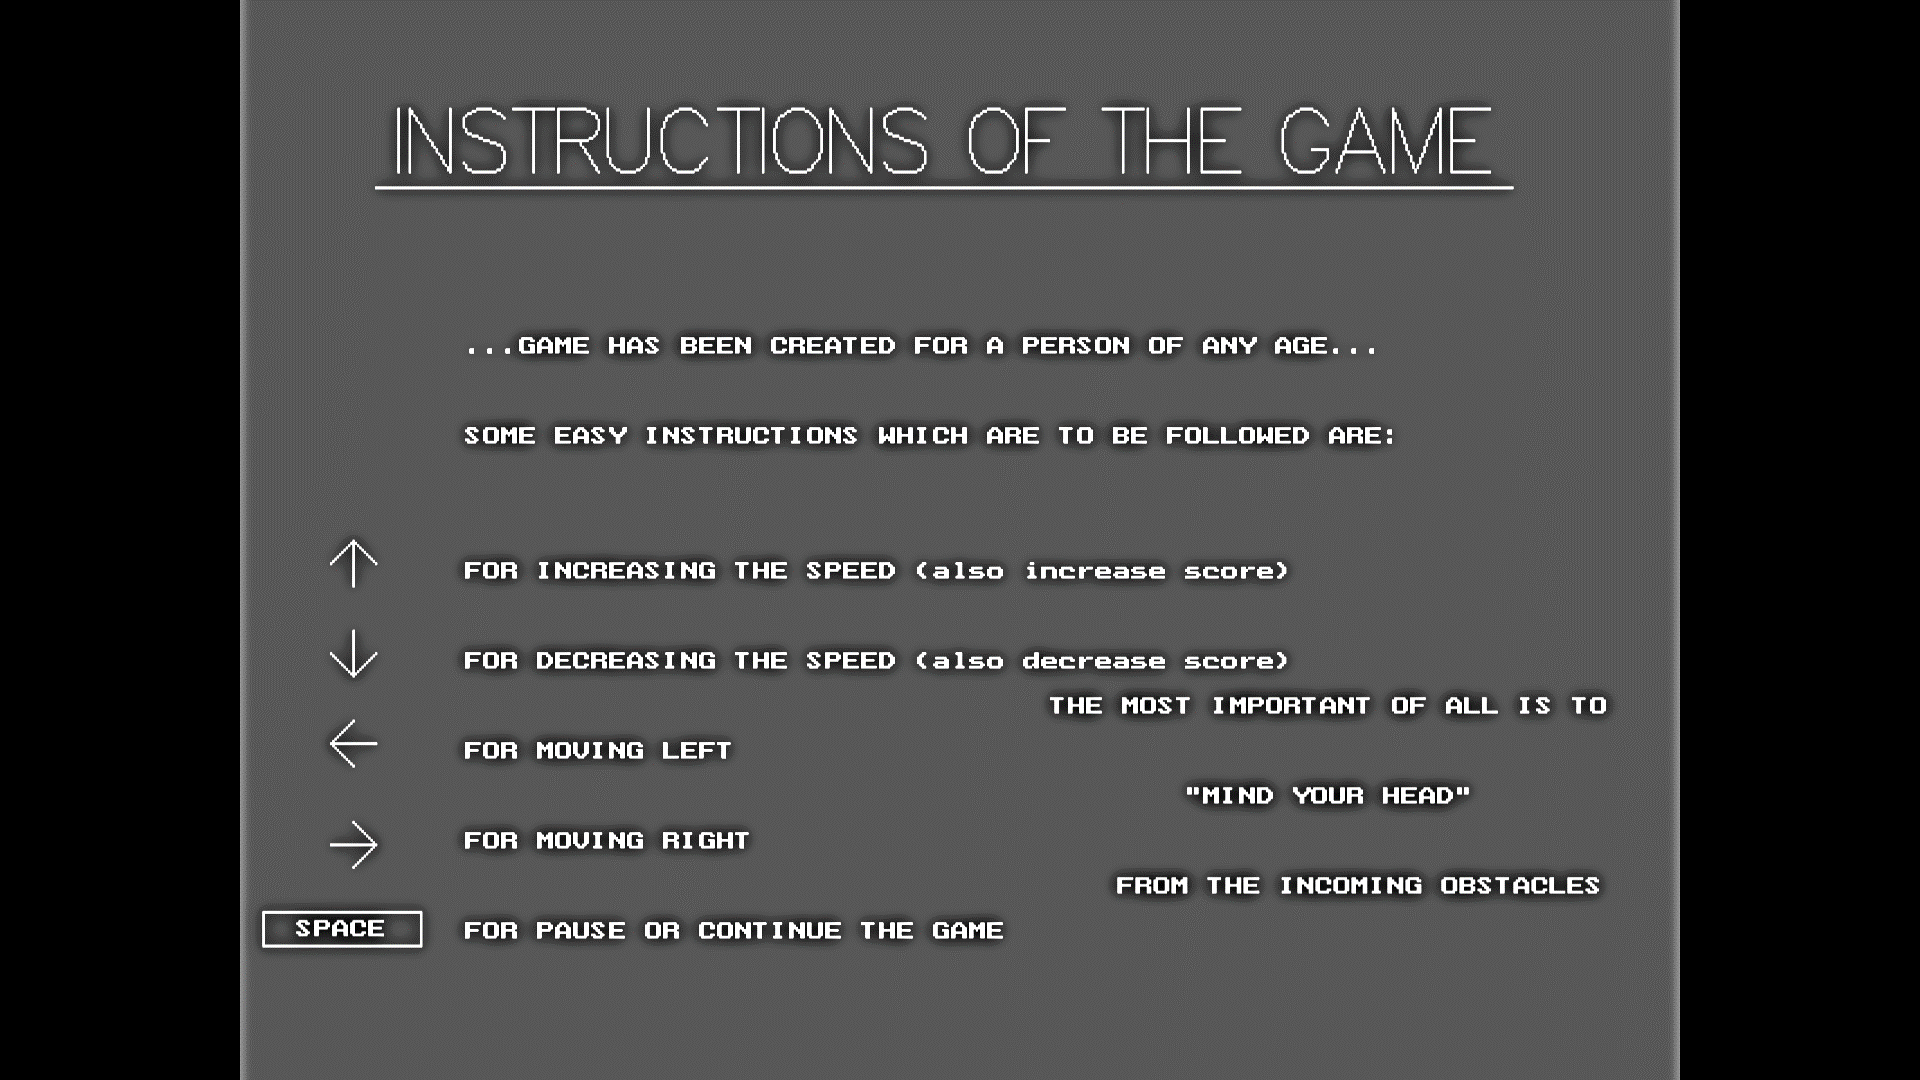 INSTRUCTIONS OF THE GAME
...GAME HAS BEEN CREATED FOR A PERSON OF ANY AGE...
SOME EASY INSTRUCTIONS WHICH ARE TO BE FOLLOWED ARE:
FOR INCREASING THE SPEED (also increase score)
FOR DECREASING THE SPEED (also decrease score)
FOR MOVING LEFT
FOR MOVING RIGHT
SPACE FOR PAUSE OR CONTINUE THE GAME
THE MOST IMPORTANT OF ALL IS TO
"MIND YOUR HEAD"
FROM THE INCOMING OBSTACLES